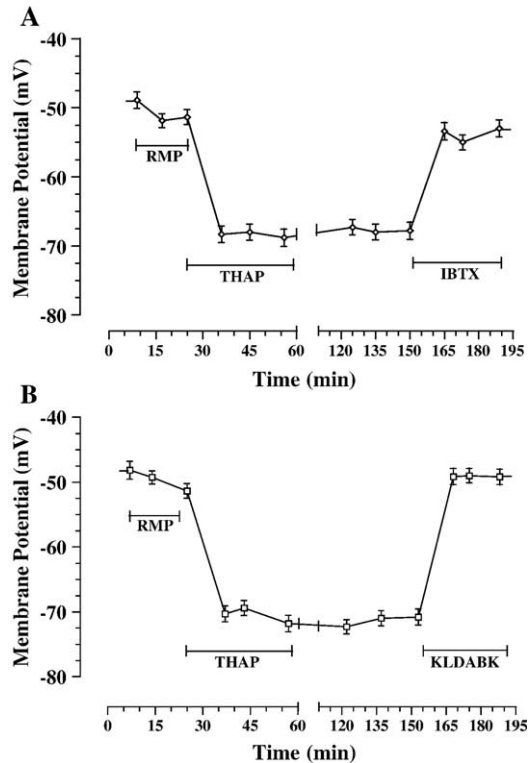 A
Membrane Potential (mV)
-40
-50
-60
-70
-80
RMP
THAP
IBTX
0 15 30 45 60 120 135 150 165 180 195
Time (min)
B
Membrane Potential (mV)
-40
-50
-60
-70
-80
RMP
THAP
KLDABK
0 15 30 45 60 120 135 150 165 180 195
Time (min)